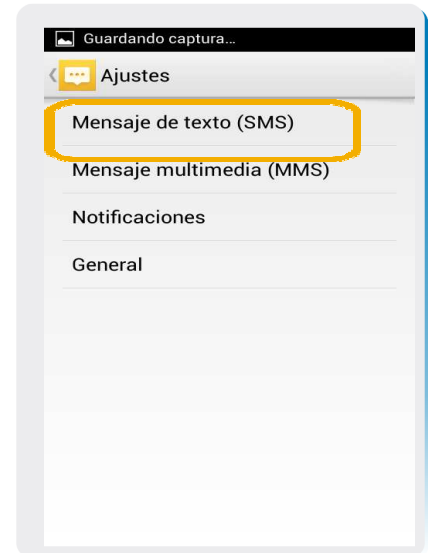 Guardando captura...
Ajustes
Mensaje de texto (SMS)
Mensaje multimedia (MMS)
Notificaciones
General